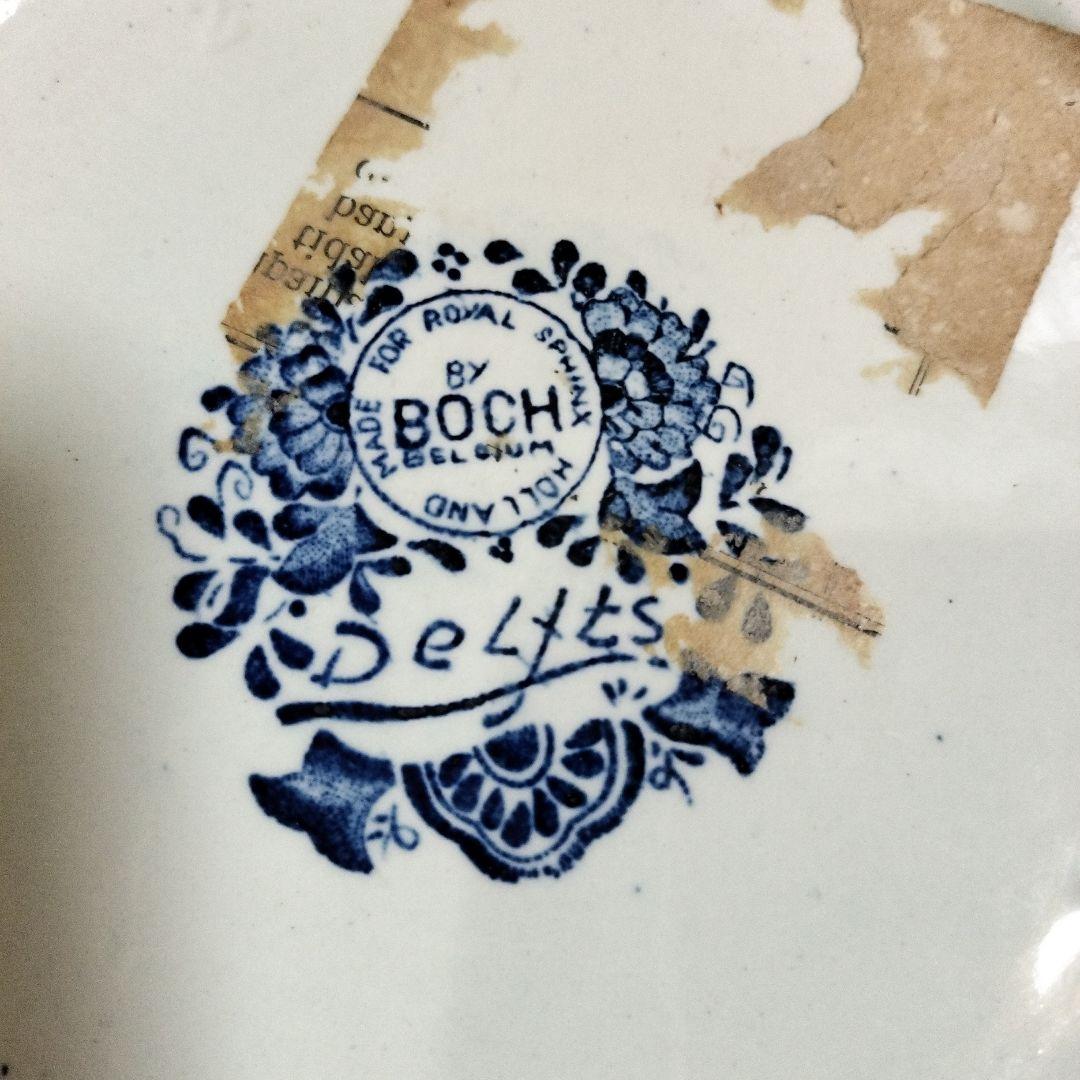 MADE FOR ROYAL SPHINX HOLLAND
BY
BOCH
BELGIUM
Delfts